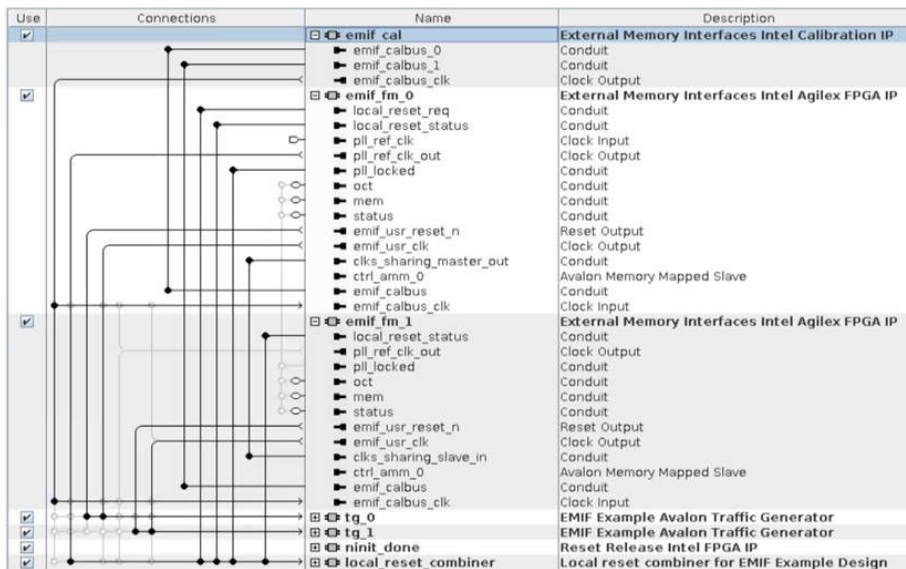 Use Connections Name Description
emif_cal External Memory Interfaces Intel Calibration IP
emif_calbus_0 Conduit
emif_calbus_1 Conduit
emif_calbus_clk Clock Output
emif_fm_0 External Memory Interfaces Intel Agilex FPGA IP
local_reset_req Conduit
local_reset_status Conduit
pll_ref_clk Clock Input
pll_ref_clk_out Clock Output
pll_locked Conduit
oct Conduit
mem Conduit
status Conduit
emif_usr_reset_n Reset Output
emif_usr_clk Clock Output
clks_sharing_master_out Conduit
ctrl_amm_0 Avalon Memory Mapped Slave
emif_calbus Conduit
emif_calbus_clk Clock Input
emif_fm_1 External Memory Interfaces Intel Agilex FPGA IP
local_reset_status Conduit
pll_ref_clk_out Clock Output
pll_locked Conduit
oct Conduit
mem Conduit
status Conduit
emif_usr_reset_n Reset Output
emif_usr_clk Clock Output
clks_sharing_slave_in Conduit
ctrl_amm_0 Avalon Memory Mapped Slave
emif_calbus Conduit
emif_calbus_clk Clock Input
tg_0 EMIF Example Avalon Traffic Generator
tg_1 EMIF Example Avalon Traffic Generator
ninit_done Reset Release Intel FPGA IP
local_reset_combiner Local reset combiner for EMIF Example Design